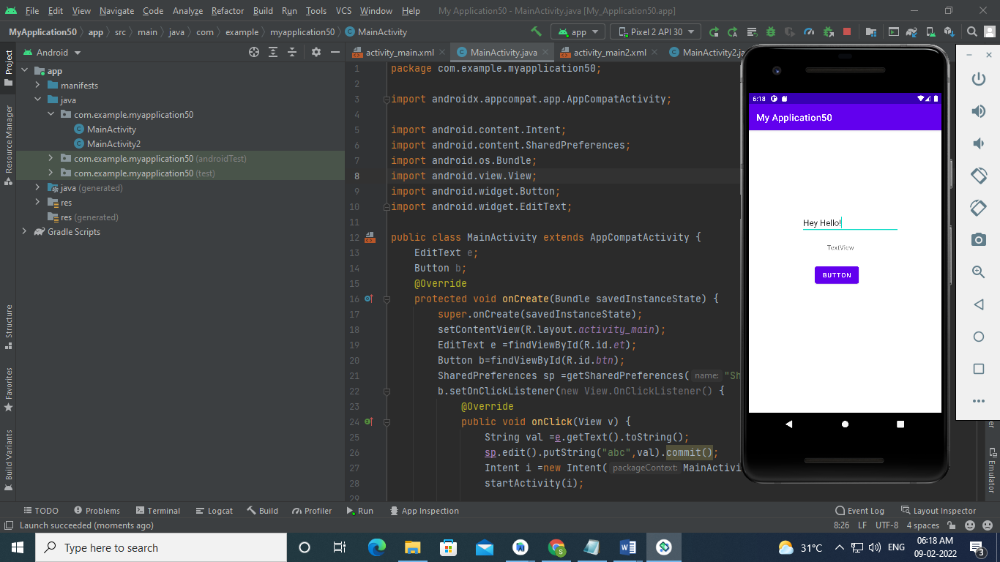 File Edit View Navigate Code Analyze Refactor Build Run Tools VCS Window Help My Application50 - MainActivity.java [My_Application50.app]
MyApplication50 app src main java com example myapplication50 MainActivity app Pixel 2 API 30
Project
Resource Manager
Structure
Favorites
Build Variants
Android
app
manifests
java
com.example.myapplication50
MainActivity
MainActivity2
com.example.myapplication50 (androidTest)
com.example.myapplication50 (test)
java (generated)
res
res (generated)
Gradle Scripts
activity_main.xml MainActivity.java activity_main2.xml MainActivity2.ja
1 package com.example.myapplication50;
2
3 import androidx.appcompat.app.AppCompatActivity;
4
5 import android.content.Intent;
6 import android.content.SharedPreferences;
7 import android.os.Bundle;
8 import android.view.View;
9 import android.widget.Button;
10 import android.widget.EditText;
11
12 public class MainActivity extends AppCompatActivity {
13 EditText e;
14 Button b;
15 @Override
16 protected void onCreate(Bundle savedInstanceState) {
17 super.onCreate(savedInstanceState);
18 setContentView(R.layout.activity_main);
19 EditText e =findViewById(R.id.et);
20 Button b=findViewById(R.id.btn);
21 SharedPreferences sp =getSharedPreferences( name: "Sh
22 b.setOnClickListener(new View.OnClickListener() {
23 @Override
24 public void onClick(View v) {
25 String val =e.getText().toString();
26 sp.edit().putString("abc",val).commit();
27 Intent i =new Intent( packageContext: MainActivi
28 startActivity(i);
29
6:18
My Application50
Hey Hello!
TextView
BUTTON
Emulator
TODO Problems Terminal Logcat Build Profiler Run App Inspection Event Log Layout Inspector
Launch succeeded (moments ago) 8:26 LF UTF-8 4 spaces
Type here to search 31°C ENG 06:18 AM
09-02-2022 3